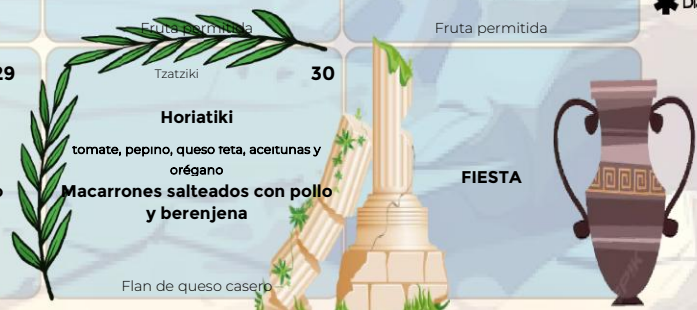 Fruta permitida
Fruta permitida
29
Tzatziki
30
Horiatiki
tomate, pepino, queso feta, aceitunas y
orégano
Macarrones salteados con pollo
y berenjena
FIESTA
Flan de queso casero